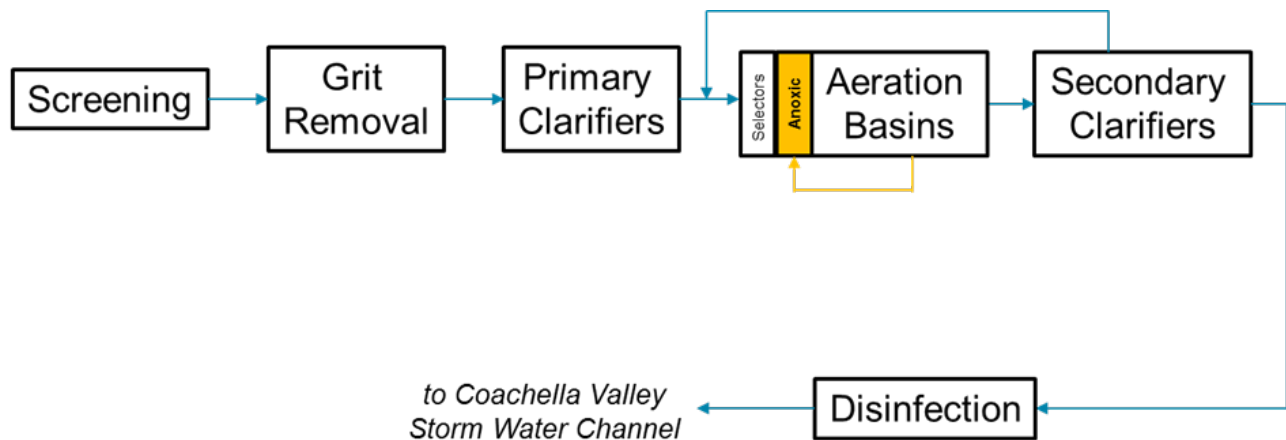 Screening
Grit
Removal
Primary
Clarifiers
Selectors
Anoxic
Aeration
Basins
Secondary
Clarifiers
to Coachella Valley
Storm Water Channel
Disinfection